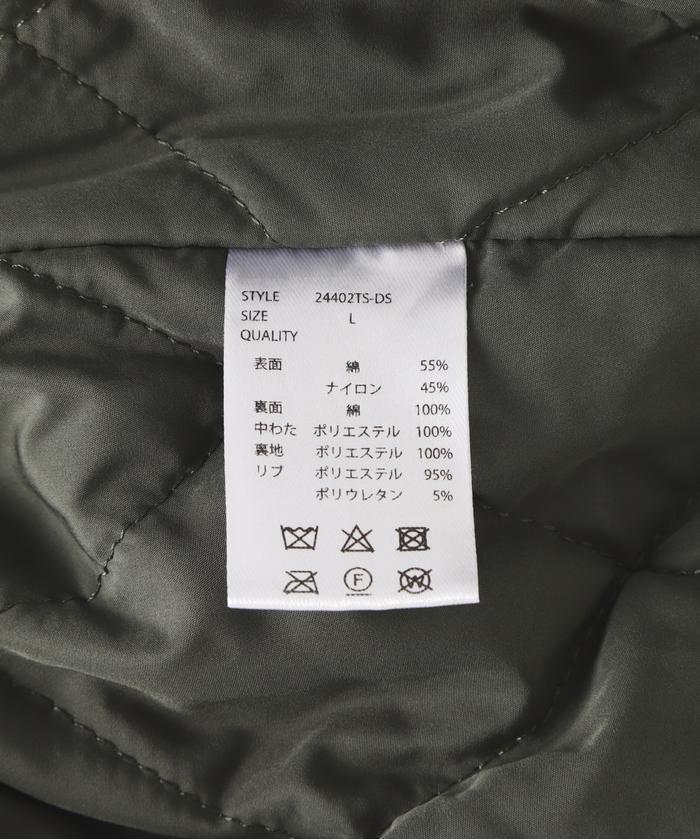 STYLE 24402TS-DS
SIZE L
QUALITY
表面 綿 55%
ナイロン 45%
裏面 綿 100%
中わた ポリエステル 100%
裏地 ポリエステル 100%
リブ ポリエステル 95%
ポリウレタン 5%
F W